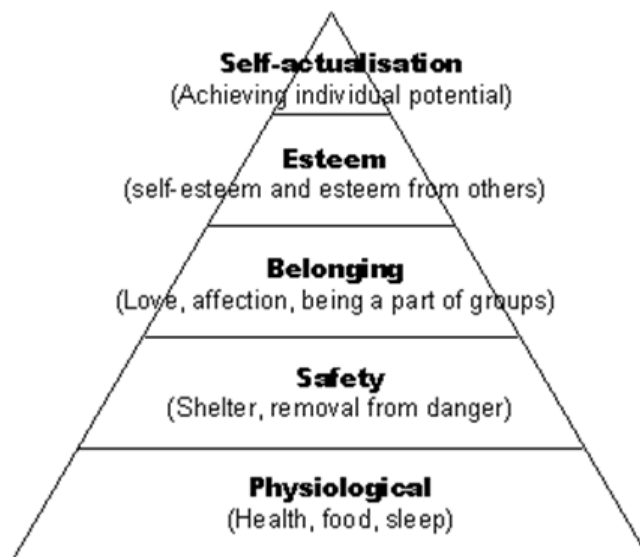 Self-actualisation
(Achieving individual potential)
Esteem
(self-esteem and esteem from others)
Belonging
(Love, affection, being a part of groups)
Safety
(Shelter, removal from danger)
Physiological
(Health, food, sleep)